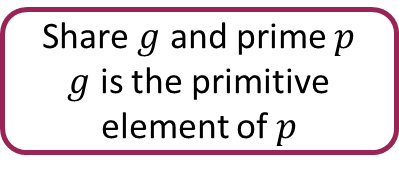 Share g and prime p
g is the primitive
element of p